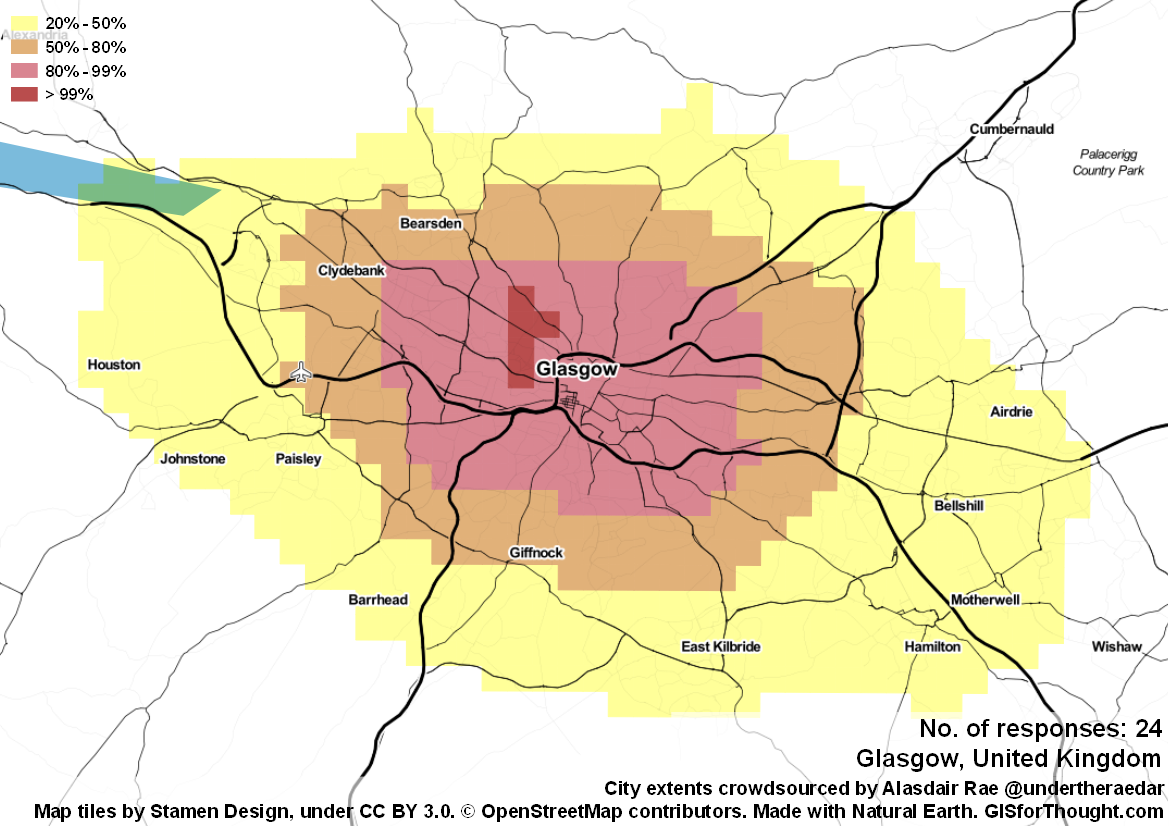 20% - 50%
Alexandria
50% - 80%
80% - 99%
> 99%
Cumbernauld
Palacerigg
Country Park
Bearsden
Clydebank
Houston
Glasgow
Airdrie
Johnstone
Paisley
Bellshill
Giffnock
Barrhead
Motherwell
East Kilbride
Hamilton
Wishaw
No. of responses: 24
Glasgow, United Kingdom
City extents crowdsourced by Alasdair Rae @undertheraedar
Map tiles by Stamen Design, under CC BY 3.0. © OpenStreetMap contributors. Made with Natural Earth. GISforThought.com